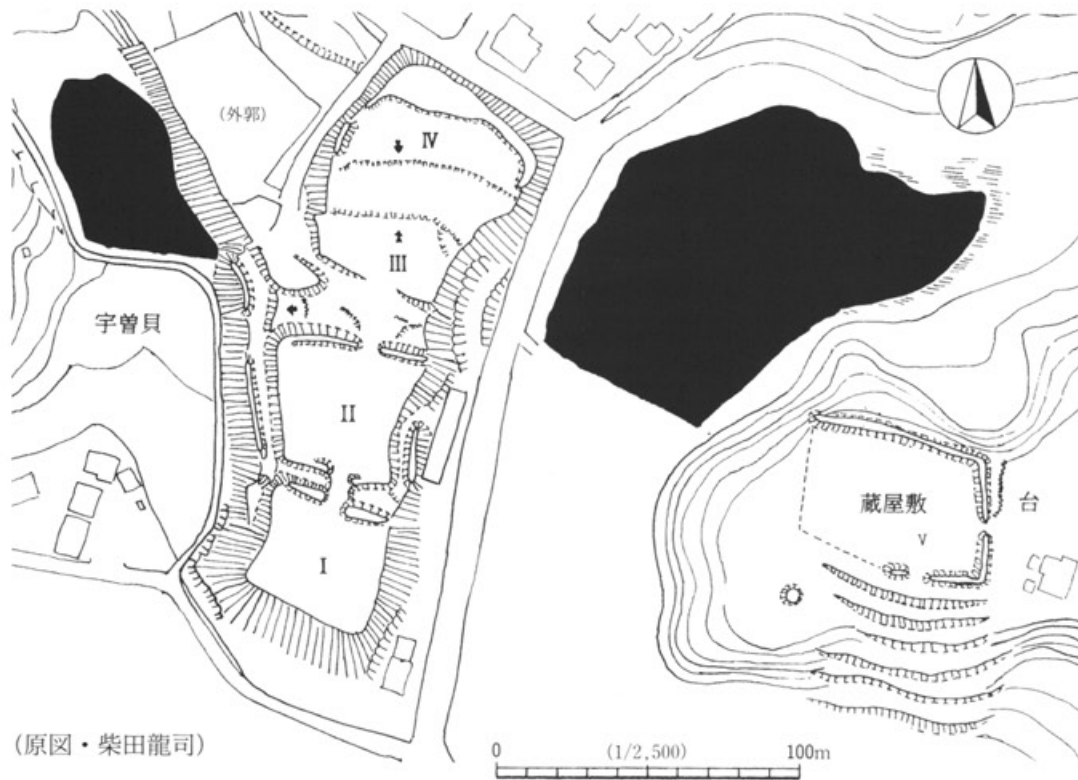 (外郭)
Ⅳ
Ⅲ
宇曽貝
Ⅱ
蔵屋敷
台
V
Ⅰ
(原図・柴田龍司)
0 (1/2,500) 100m